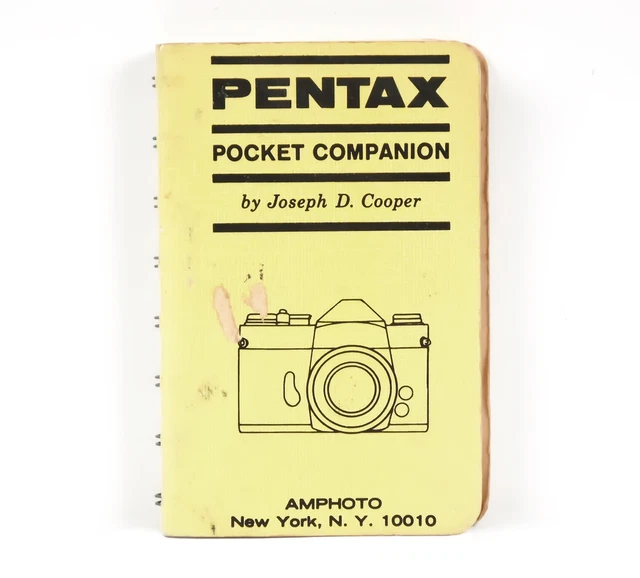 PENTAX
POCKET COMPANION
by Joseph D. Cooper
AMPHOTO
New York, N. Y. 10010